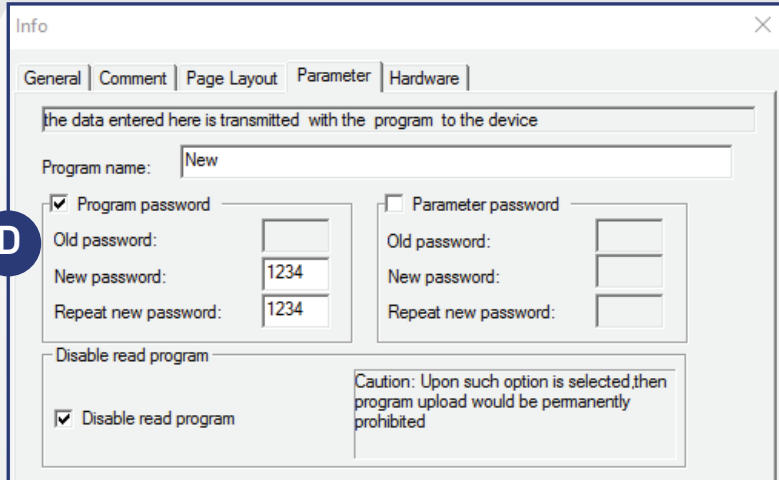 Info
General Comment Page Layout Parameter Hardware
the data entered here is transmitted with the program to the device
Program name: New
Program password
Old password:
New password: 1234
Repeat new password: 1234
Parameter password
Old password:
New password:
Repeat new password:
D
Disable read program
Disable read program
Caution: Upon such option is selected,then
program upload would be permanently
prohibited